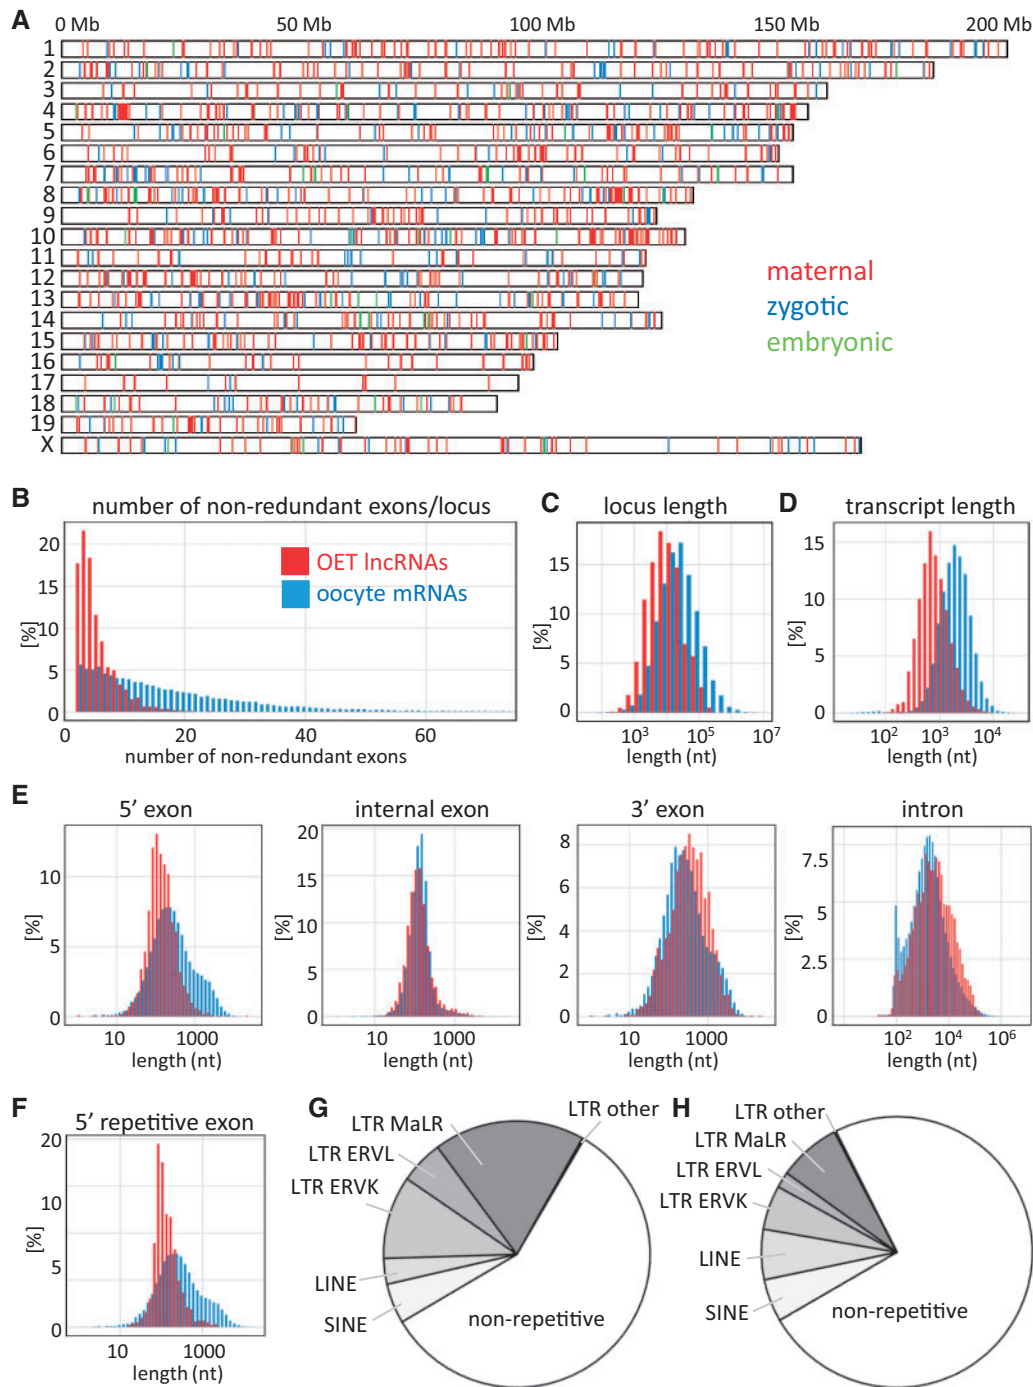 A
0 Mb 50 Mb 100 Mb 150 Mb 200 Mb
1
2
3
4
5
6
7
8
9
10
11
12
13
14
15
16
17
18
19
X
maternal
zygotic
embryonic
B
number of non-redundant exons/locus
[%]
20
15
10
5
0
OET lncRNAs
oocyte mRNAs
0 20 40 60
number of non-redundant exons
C
locus length
[%]
15
10
5
0
10³ 10⁵ 10⁷
length (nt)
D
transcript length
[%]
15
10
5
0
10² 10³ 10⁴
length (nt)
E
5’ exon
[%]
10
5
0
10 1000
length (nt)
internal exon
[%]
20
15
10
5
0
10 1000
length (nt)
3’ exon
[%]
8
6
4
2
0
10 1000
length (nt)
intron
[%]
7.5
5
2.5
0
10² 10⁴ 10⁶
length (nt)
F
5’ repetitive exon
[%]
20
10
10
5
0
10 1000
length (nt)
G
LTR other
LTR MaLR
LTR ERVL
LTR ERVK
LINE
SINE
non-repetitive
H
LTR other
LTR MaLR
LTR ERVL
LTR ERVK
LINE
SINE
non-repetitive